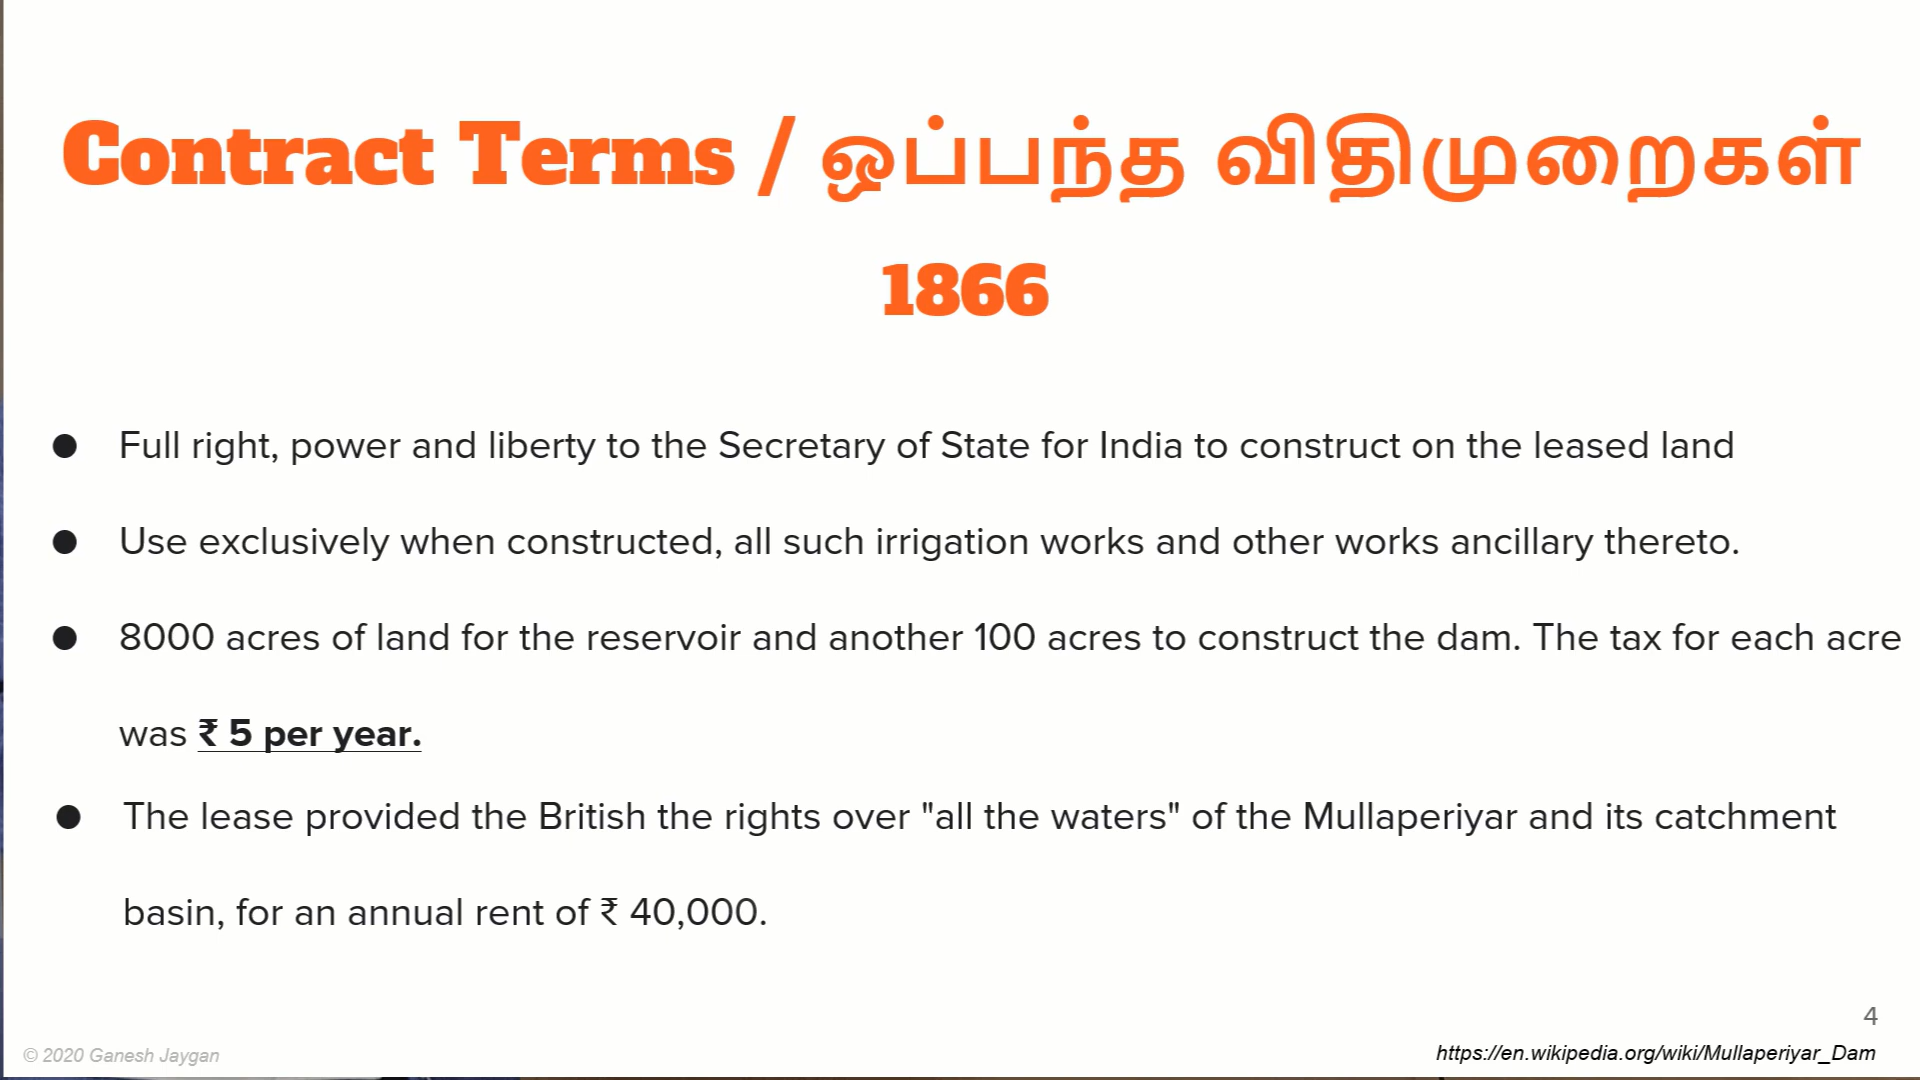 Contract Terms / ஒப்பந்த விதிமுறைகள்
1866
● Full right, power and liberty to the Secretary of State for India to construct on the leased land
● Use exclusively when constructed, all such irrigation works and other works ancillary thereto.
● 8000 acres of land for the reservoir and another 100 acres to construct the dam. The tax for each acre
was ₹ 5 per year.
● The lease provided the British the rights over "all the waters" of the Mullaperiyar and its catchment
basin, for an annual rent of ₹ 40,000.
4
© 2020 Ganesh Jaygan
https://en.wikipedia.org/wiki/Mullaperiyar_Dam